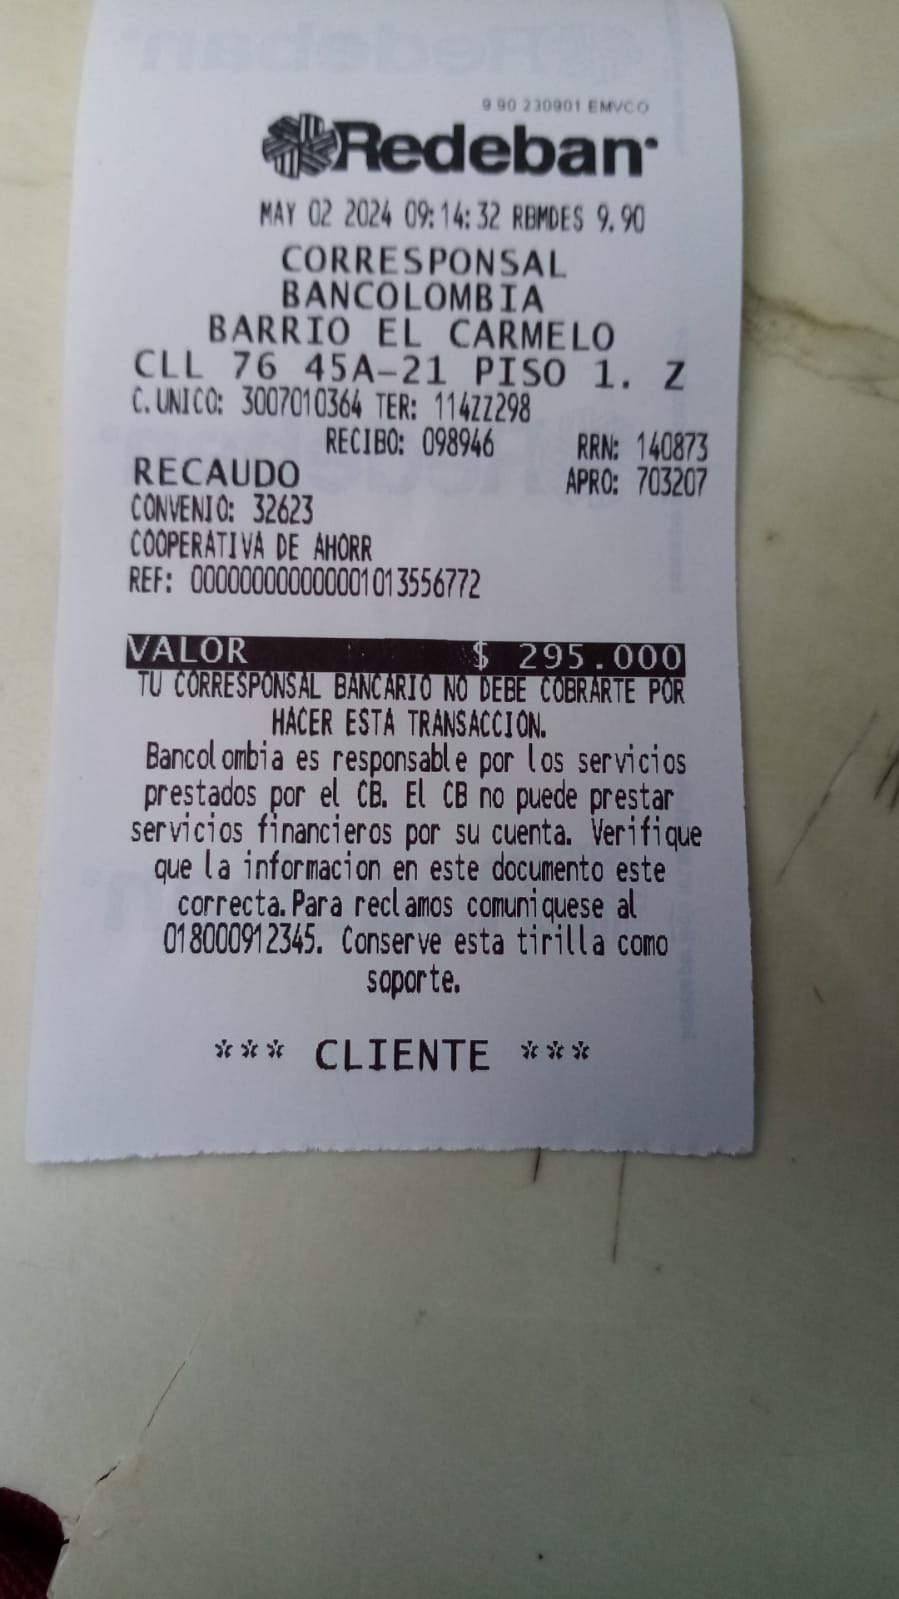 9.90 230901 EMVCO
Redeban
MAY 02 2024 09:14:32 RBMDES 9.90
CORRESPONSAL
BANCOLOMBIA
BARRIO EL CARMELO
CLL 76 45A-21 PISO 1. Z
C.UNICO: 3007010364 TER: 114ZZ298
RECIBO: 098946 RRN: 140873
RECAUDO APRO: 703207
CONVENIO: 32623
COOPERATIVA DE AHORR
REF: 000000000000001013556772
VALOR $ 295.000
TU CORRESPONSAL BANCARIO NO DEBE COBRARTE POR
HACER ESTA TRANSACCION.
Bancolombia es responsable por los servicios
prestados por el CB. El CB no puede prestar
servicios financieros por su cuenta. Verifique
que la informacion en este documento este
correcta.Para reclamos comuniquese al
018000912345. Conserve esta tirilla como
soporte.
*** CLIENTE ***